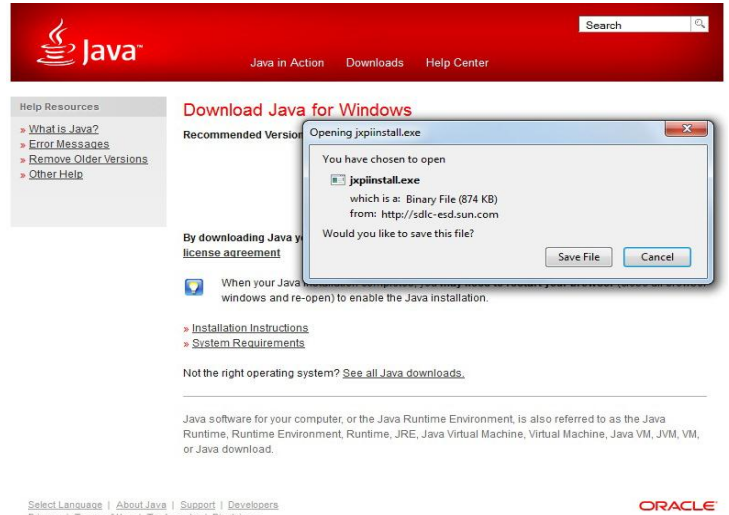 Java™
Search
Java in Action Downloads Help Center
Help Resources
» What is Java?
» Error Messages
» Remove Older Versions
» Other Help
Download Java for Windows
Recommended Version
Opening jxpiinstall.exe
You have chosen to open
jxpiinstall.exe
which is a: Binary File (874 KB)
from: http://sdlc-esd.sun.com
Would you like to save this file?
Save File Cancel
By downloading Java y
license agreement
When your Java
windows and re-open) to enable the Java installation.
» Installation Instructions
» System Requirements
Not the right operating system? See all Java downloads.
Java software for your computer, or the Java Runtime Environment, is also referred to as the Java
Runtime, Runtime Environment, Runtime, JRE, Java Virtual Machine, Virtual Machine, Java VM, JVM, VM,
or Java download.
Select Language | About Java | Support | Developers
ORACLE